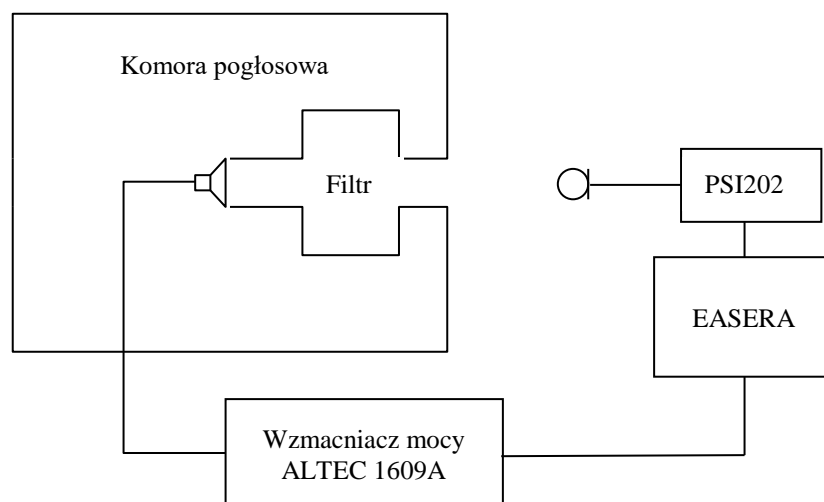 Komora pogłosowa
Filtr
PSI202
EASERA
Wzmacniacz mocy
ALTEC 1609A